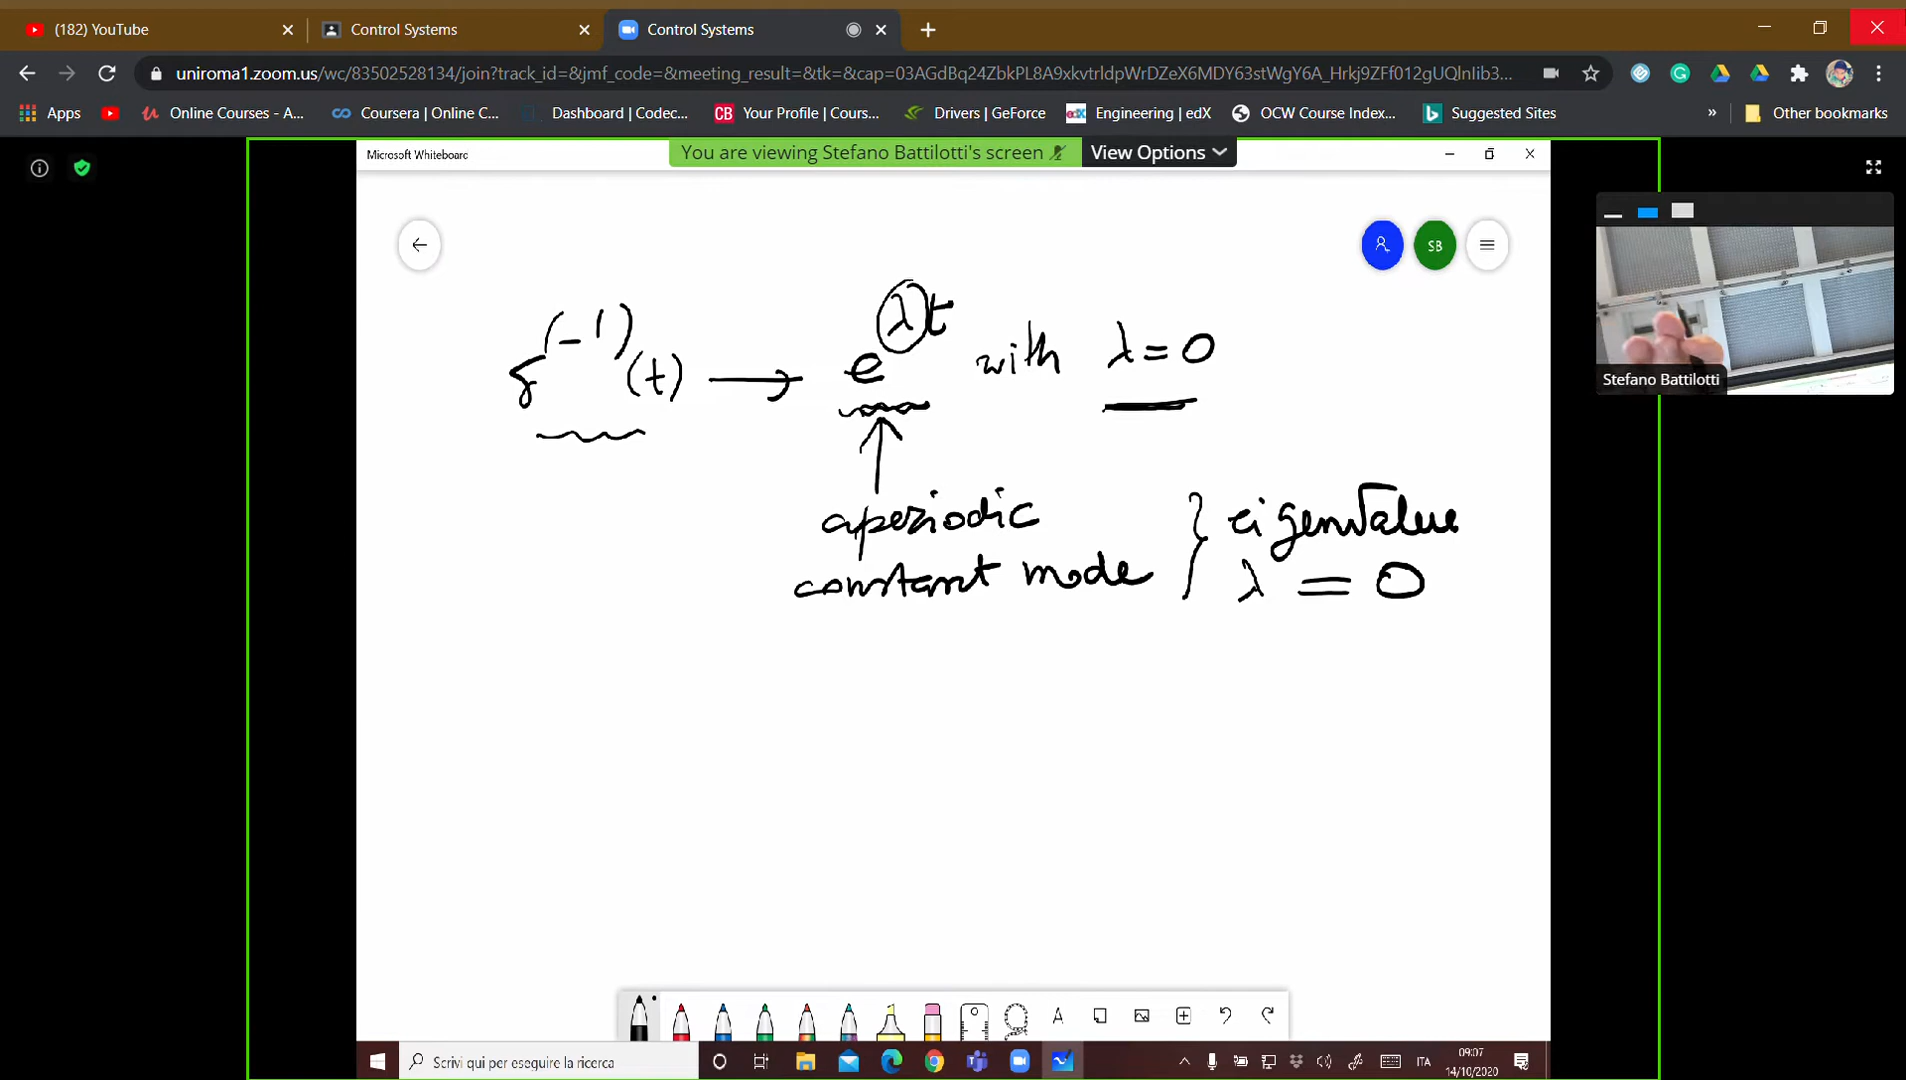 (182) YouTube
Control Systems
Control Systems
uniroma1.zoom.us/wc/83502528134/join?track_id=&jmf_code=&meeting_result=&tk=&cap=03AGdBq24ZbkPL8A9xkvtrldpWrDZeX6MDY63stWgY6A_Hrkj9ZFf012gUQlnIib3...
Apps
Online Courses - A...
Coursera | Online C...
Dashboard | Codec...
CB Your Profile | Cours...
Drivers | GeForce
edX Engineering | edX
OCW Course Index...
Suggested Sites
»
Other bookmarks
Microsoft Whiteboard
You are viewing Stefano Battilotti's screen
View Options
SB
Stefano Battilotti
δ^(-1)(t) → e^λt with λ=0
aperiodic
constant mode } eigenvalue
λ = 0
A
Scrivi qui per eseguire la ricerca
ITA
09:07
14/10/2020